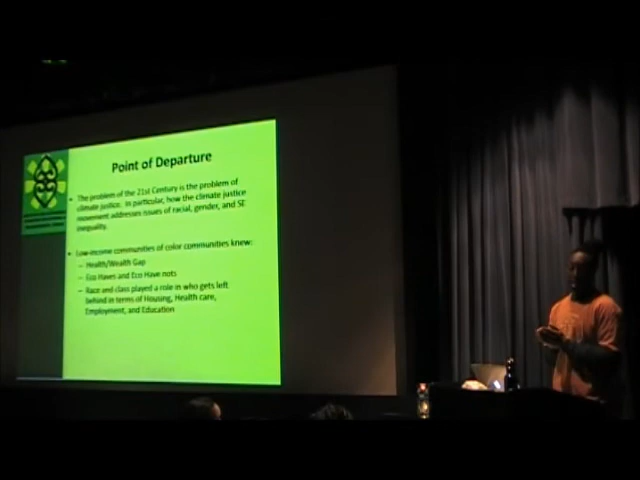 Point of Departure
• The problem of the 21st Century is the problem of
climate justice. In particular, how the climate justice
movement addresses issues of racial, gender, and SE
inequality.
• Low-income communities of color communities knew:
– Health/Wealth Gap
– Eco Haves and Eco Have nots
– Race and class played a role in who gets left
behind in terms of Housing, Health care,
Employment, and Education